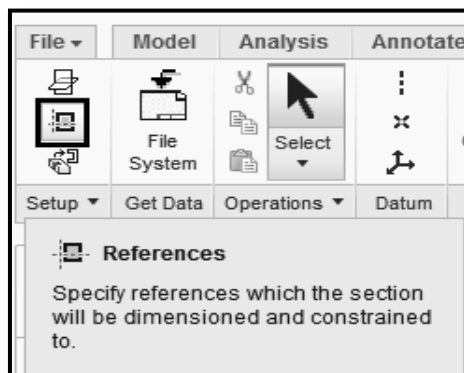 File Model Analysis Annotate
File
System
Select
Setup Get Data Operations Datum
References
Specify references which the section
will be dimensioned and constrained
to.